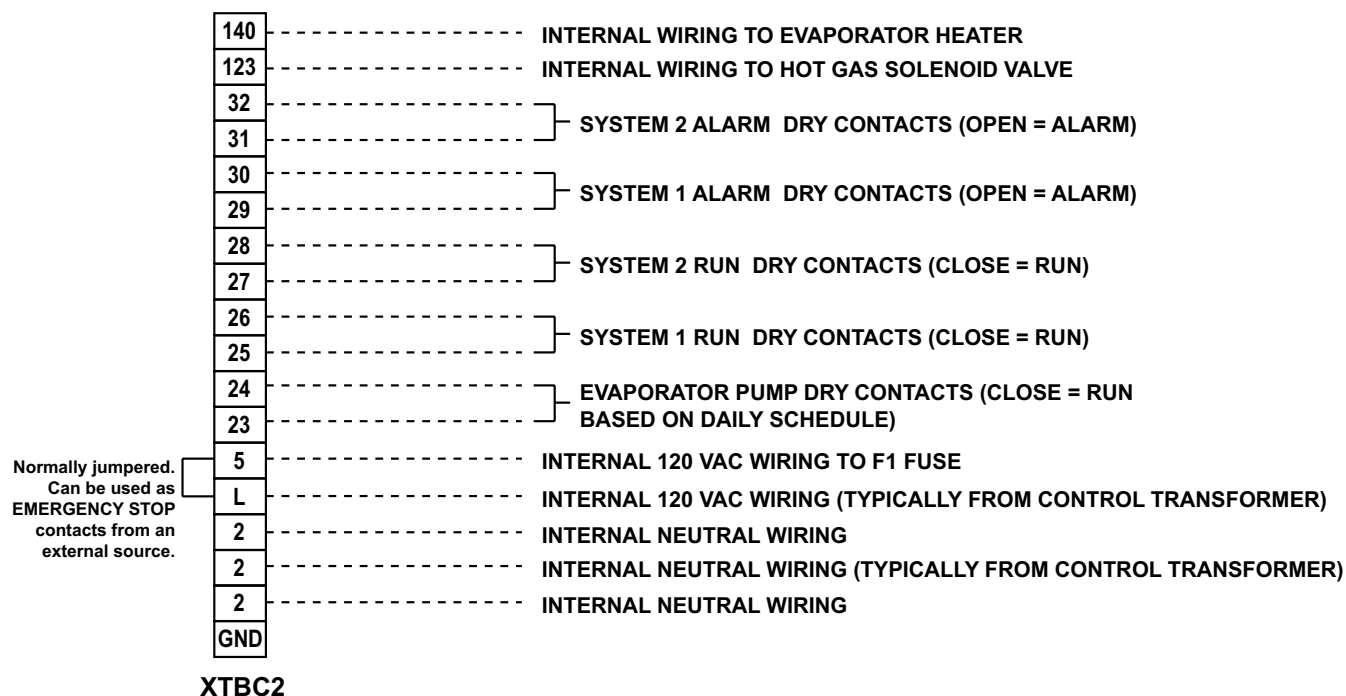 140 INTERNAL WIRING TO EVAPORATOR HEATER
123 INTERNAL WIRING TO HOT GAS SOLENOID VALVE
32
SYSTEM 2 ALARM DRY CONTACTS (OPEN = ALARM)
31
30
SYSTEM 1 ALARM DRY CONTACTS (OPEN = ALARM)
29
28
SYSTEM 2 RUN DRY CONTACTS (CLOSE = RUN)
27
26
SYSTEM 1 RUN DRY CONTACTS (CLOSE = RUN)
25
24 EVAPORATOR PUMP DRY CONTACTS (CLOSE = RUN
23 BASED ON DAILY SCHEDULE)
5 INTERNAL 120 VAC WIRING TO F1 FUSE
L INTERNAL 120 VAC WIRING (TYPICALLY FROM CONTROL TRANSFORMER)
Normally jumpered.
Can be used as
EMERGENCY STOP
contacts from an
external source.
2 INTERNAL NEUTRAL WIRING
2 INTERNAL NEUTRAL WIRING (TYPICALLY FROM CONTROL TRANSFORMER)
2 INTERNAL NEUTRAL WIRING
GND
XTBC2